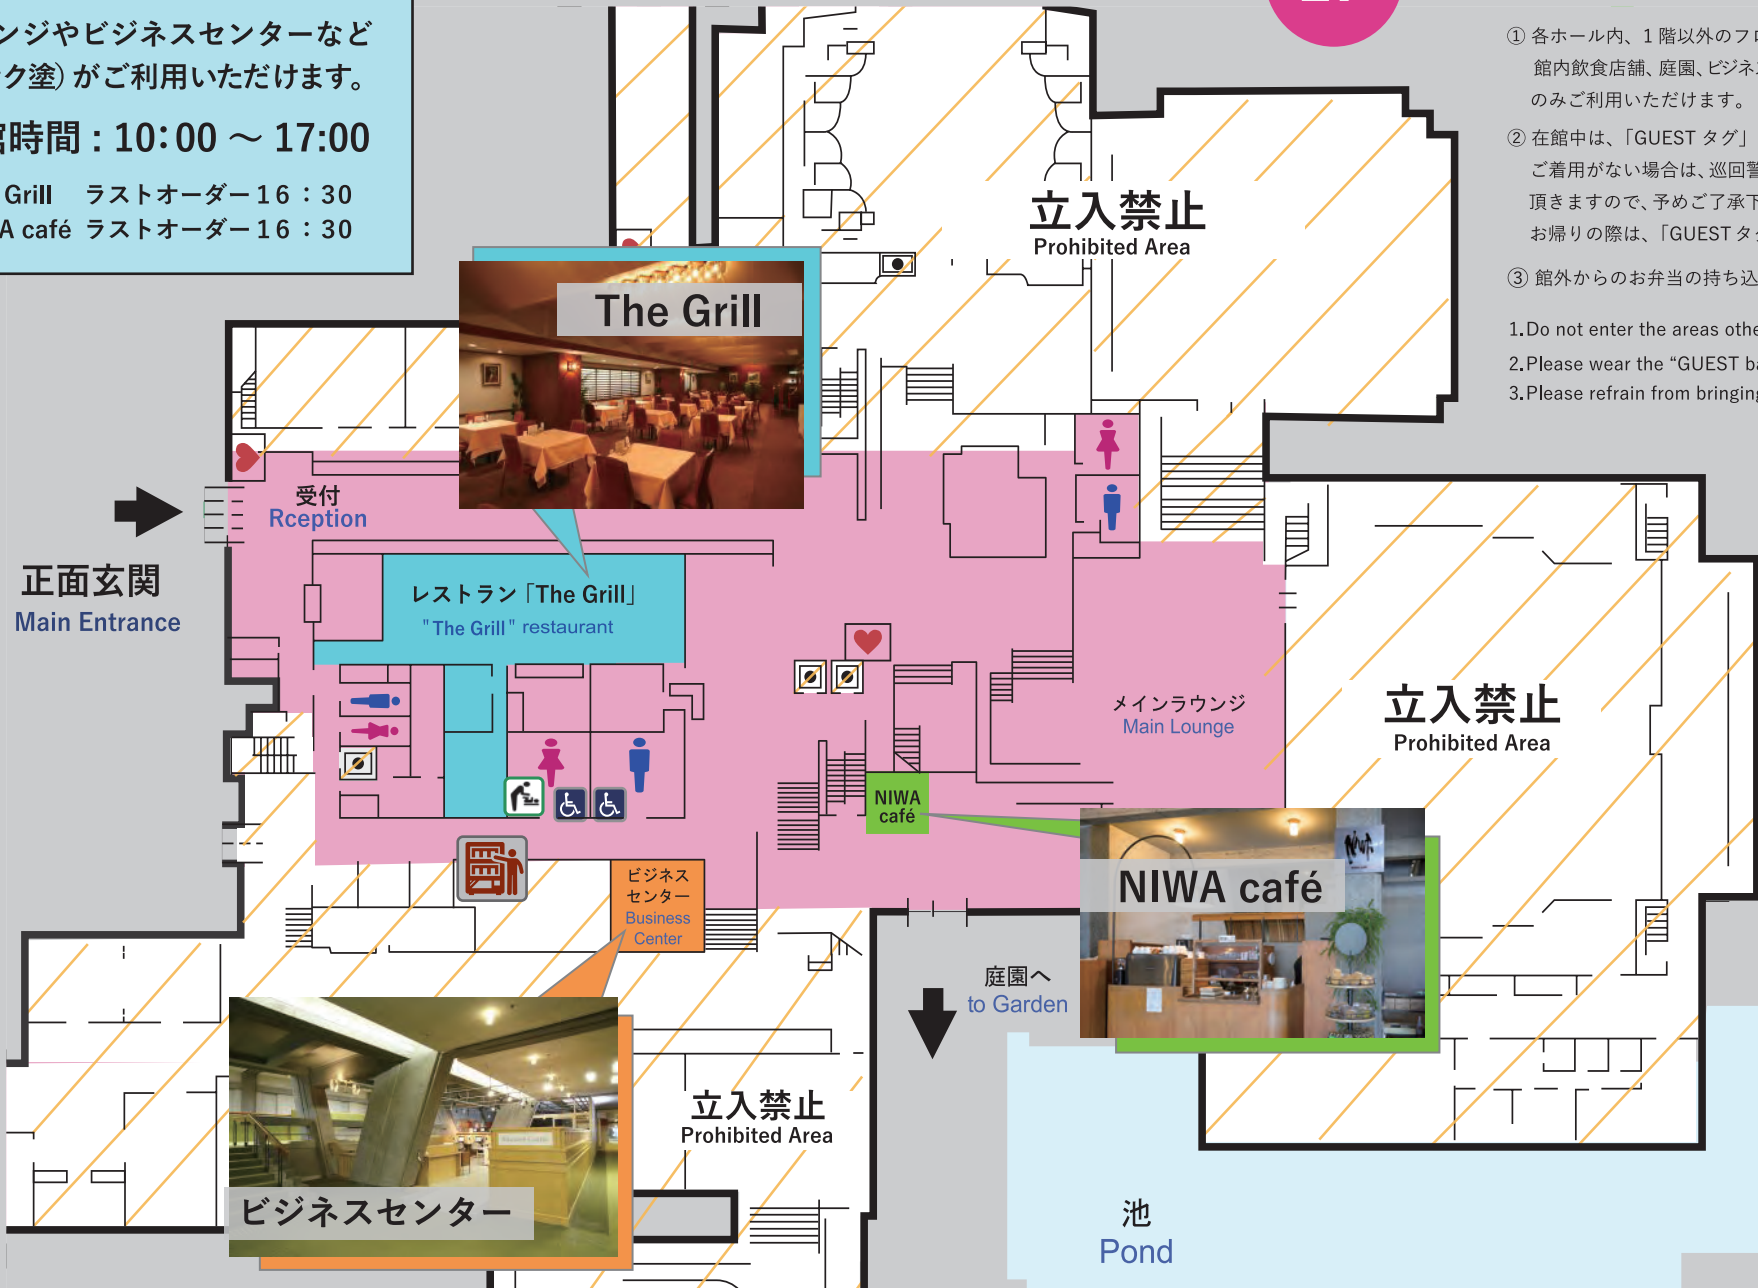 ンジやビジネスセンターなど
ク塗）がご利用いただけます。
館時間：10：00 ～ 17:00
Grill ラストオーダー16：30
A café ラストオーダー16：30
① 各ホール内、1階以外のフロ
館内飲食店舗、庭園、ビジネ
のみご利用いただけます。
② 在館中は、「GUEST タグ」
ご着用がない場合は、巡回警
頂きますので、予めご了承下
お帰りの際は、「GUEST タ
③ 館外からのお弁当の持ち込
1.Do not enter the areas othe
2.Please wear the “GUEST ba
3.Please refrain from bringing
立入禁止
Prohibited Area
The Grill
受付
Rception
正面玄関
Main Entrance
レストラン「The Grill」
"The Grill" restaurant
メインラウンジ
Main Lounge
立入禁止
Prohibited Area
NIWA
café
NIWA café
ビジネス
センター
Business
Center
庭園へ
to Garden
立入禁止
Prohibited Area
ビジネスセンター
池
Pond